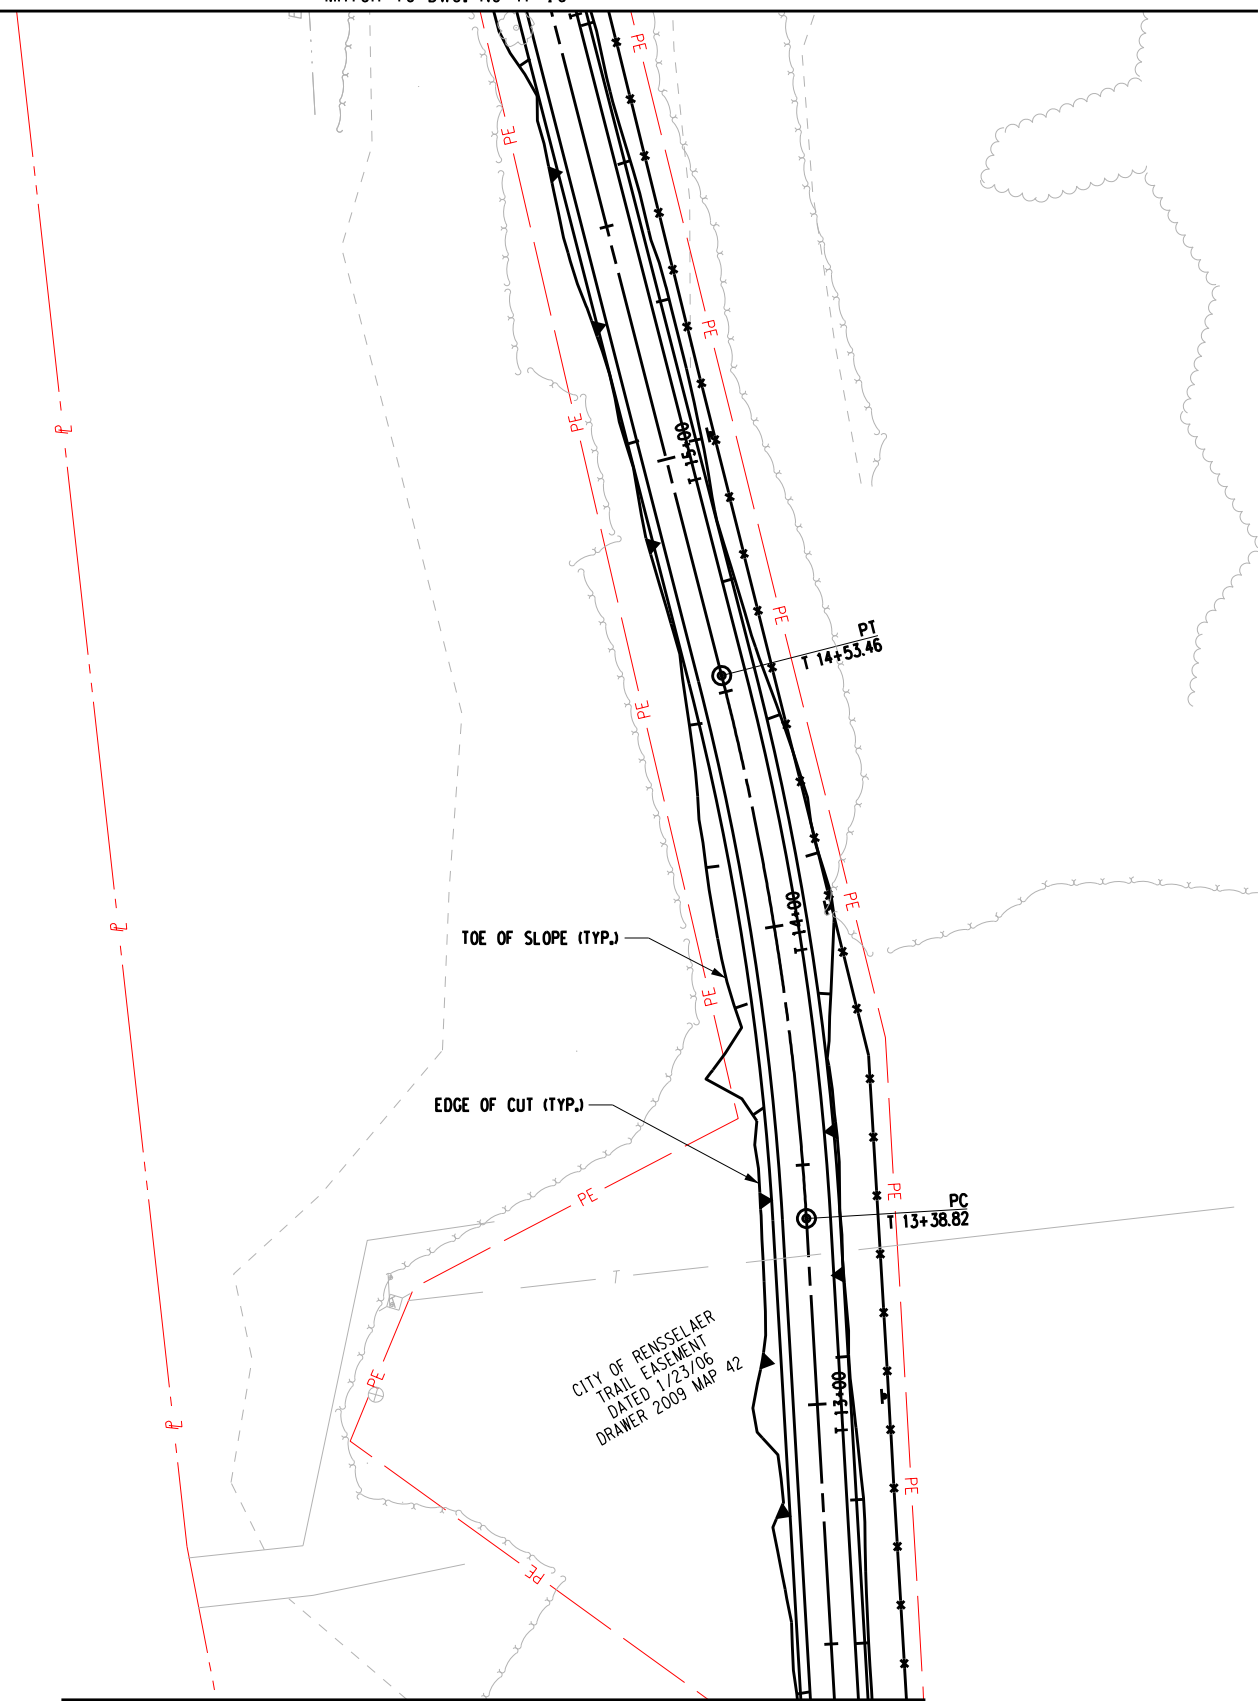 PE
PE
PE
PE
PE
T 15+00
PE
PT
T 14+53.46
PE
PE
T 14+00
TOE OF SLOPE (TYP.)
PE
EDGE OF CUT (TYP.)
PE
PE
PC
T 13+38.82
T
CITY OF RENSSELAER
TRAIL EASEMENT
DATED 1/23/06
DRAWER 2009 MAP 42
PE
T 13+00
PE
PE